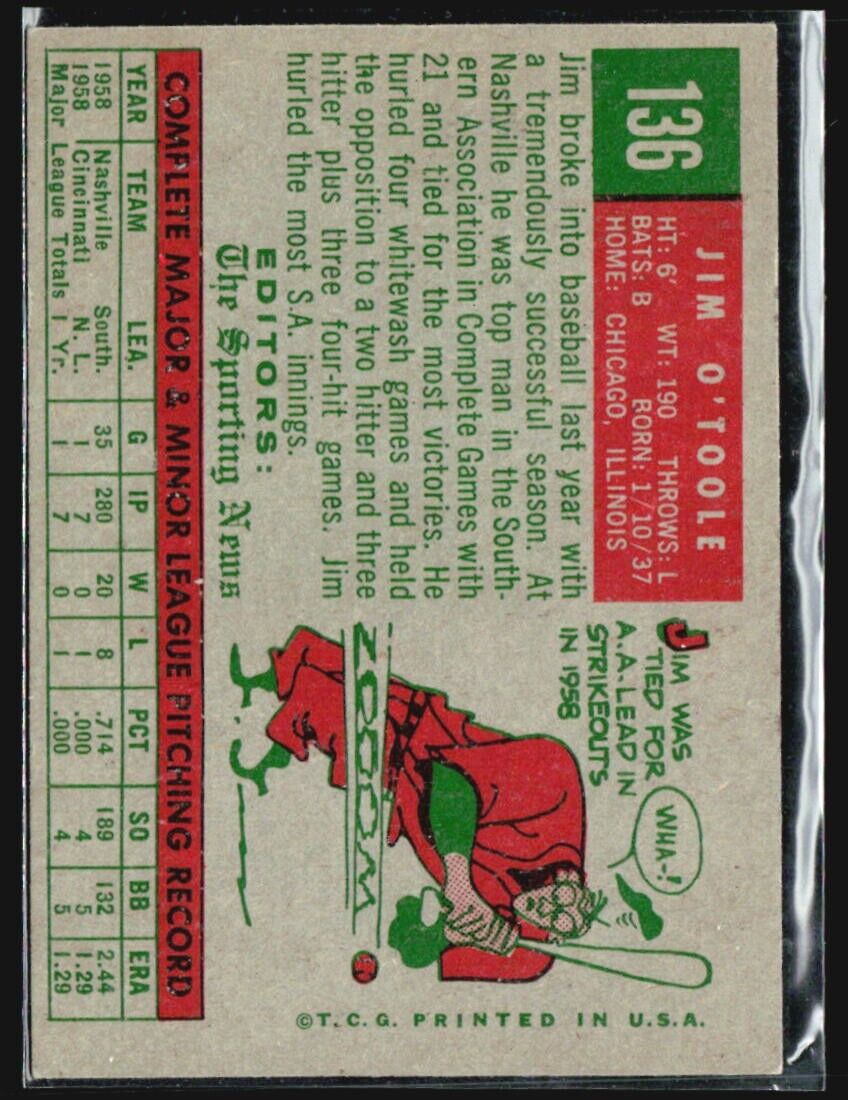 136
JIM O'TOOLE
HT: 6' WT: 190 THROWS: L
BATS: B BORN: 1/10/37
HOME: CHICAGO, ILLINOIS
Jim broke into baseball last year with
a tremendously successful season. At
Nashville he was top man in the South-
ern Association in Complete Games with
21 and tied for the most victories. He
hurled four whitewash games and held
the opposition to a two hitter and three
hitter plus three four-hit games. Jim
hurled the most S.A. innings.
EDITORS:
The Sporting News
JIM WAS
TIED FOR
A.A. LEAD IN
STRIKEOUTS
IN 1958
WHA-!
ZOOOOM
COMPLETE MAJOR & MINOR LEAGUE PITCHING RECORD
YEAR TEAM LEA. G IP W L PCT SO BB ERA
1958 Nashville South. 35 280 20 8 .714 189 132 2.44
1958 Cincinnati N. L. 1 7 0 1 .000 4 5 1.29
Major League Totals 1 Yr. 1 7 0 1 .000 4 5 1.29
©T.C.G. PRINTED IN U.S.A.